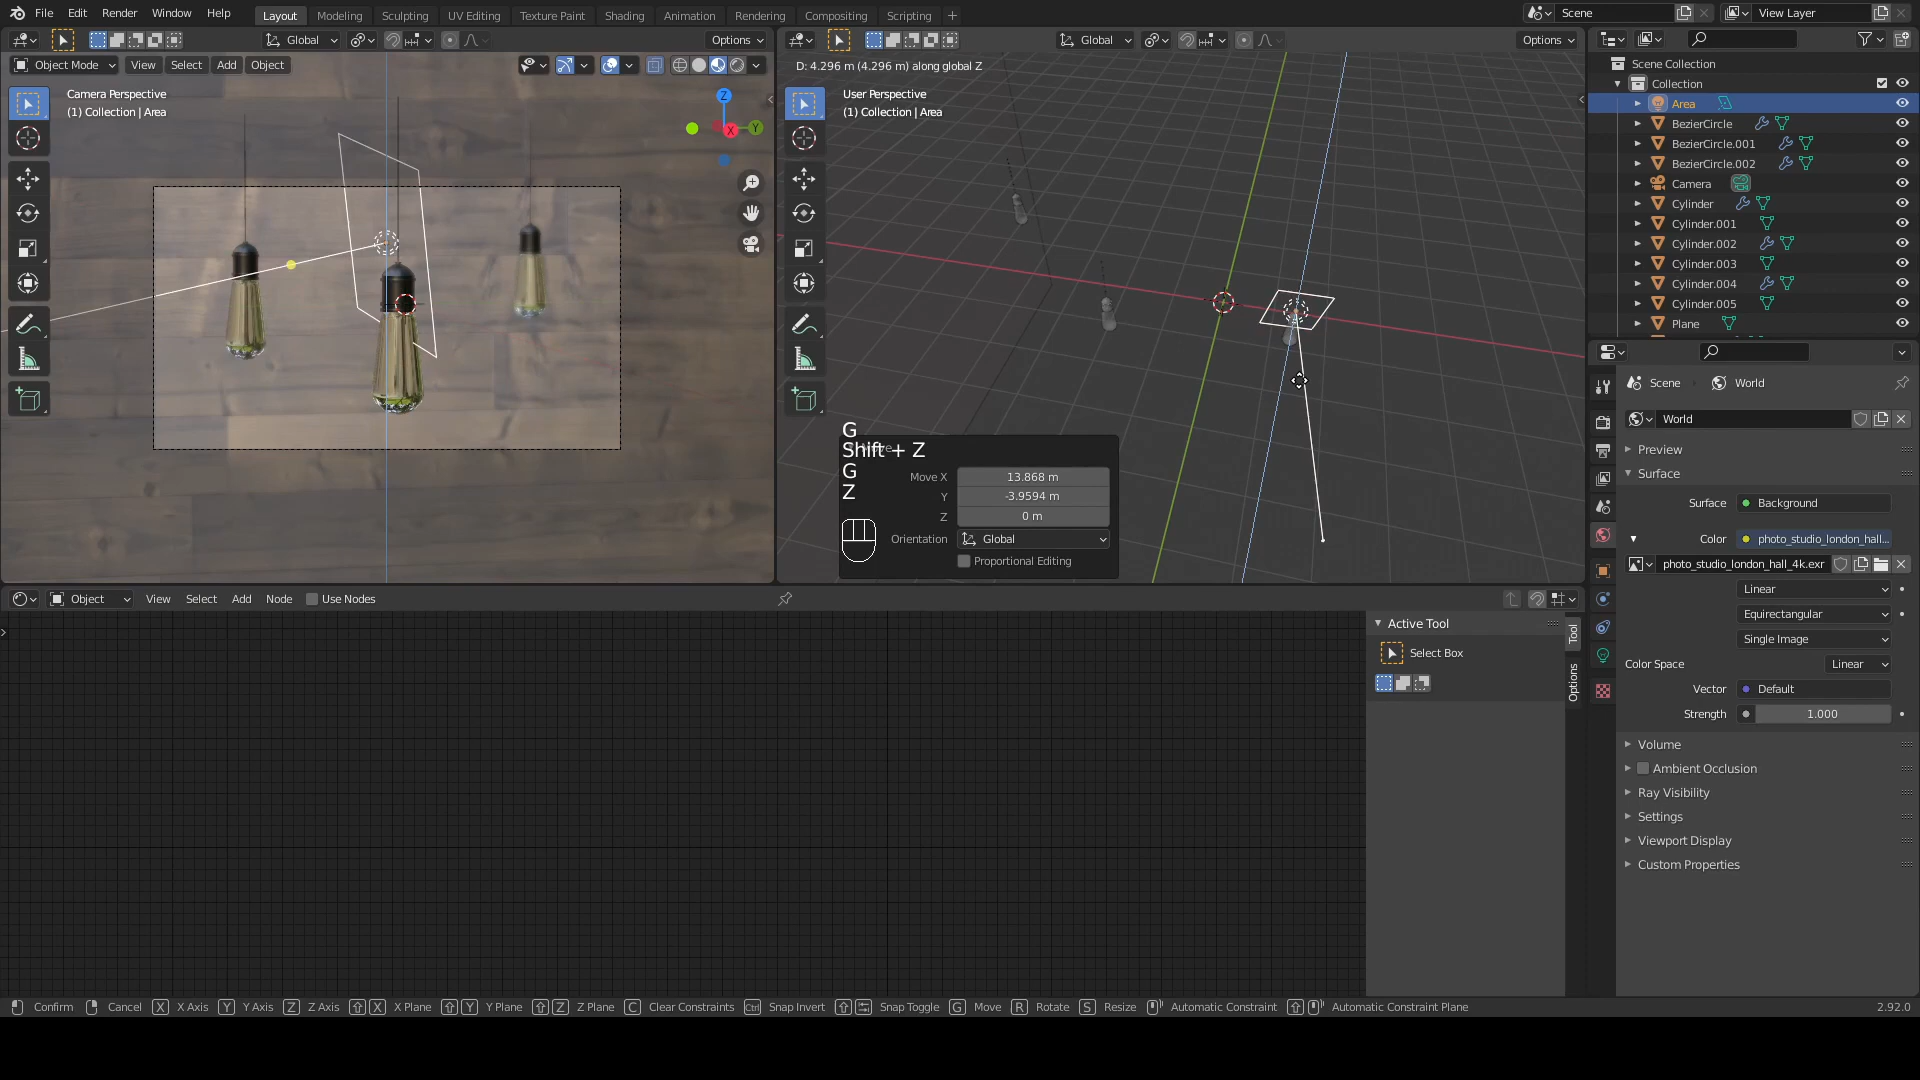 File Edit Render Window Help Layout Modeling Sculpting UV Editing Texture Paint Shading Animation Rendering Compositing Scripting + Scene View Layer
Global Options Global Options
Object Mode View Select Add Object D: 4.296 m (4.296 m) along global Z Scene Collection
Camera Perspective
(1) Collection | Area
Z
Y
X
User Perspective
(1) Collection | Area
Collection
Area
BezierCircle
BezierCircle.001
BezierCircle.002
Camera
Cylinder
Cylinder.001
Cylinder.002
Cylinder.003
Cylinder.004
Cylinder.005
Plane
G
Shift + Z
G
Z
Move X 13.868 m
Y -3.9594 m
Z 0 m
Orientation Global
Proportional Editing
Scene World
World
Preview
Surface
Surface Background
Color photo_studio_london_hall...
photo_studio_london_hall_4k.exr
Linear
Equirectangular
Single Image
Color Space Linear
Vector Default
Strength 1.000
Volume
Ambient Occlusion
Ray Visibility
Settings
Viewport Display
Custom Properties
Object View Select Add Node Use Nodes
Active Tool
Select Box
Tool
Options
Confirm Cancel X X Axis Y Y Axis Z Z Axis X X Plane Y Y Plane Z Z Plane C Clear Constraints Ctrl Snap Invert Snap Toggle G Move R Rotate S Resize Automatic Constraint Automatic Constraint Plane 2.92.0